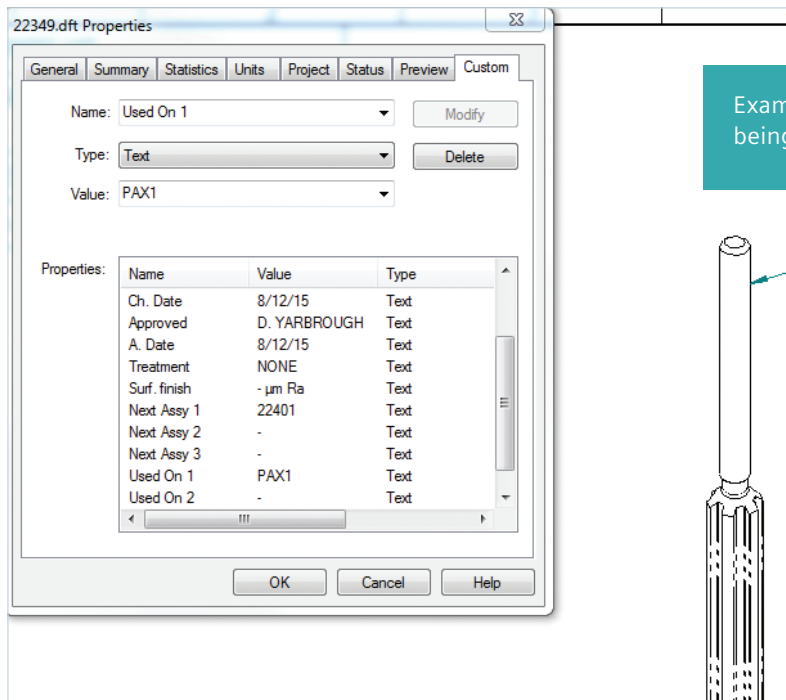 22349.dft Properties
General Summary Statistics Units Project Status Preview Custom
Name: Used On 1 Modify
Type: Text Delete
Value: PAX1
Properties:
Name Value Type
Ch. Date 8/12/15 Text
Approved D. YARBROUGH Text
A. Date 8/12/15 Text
Treatment NONE Text
Surf. finish - µm Ra Text
Next Assy 1 22401 Text
Next Assy 2 - Text
Next Assy 3 - Text
Used On 1 PAX1 Text
Used On 2 - Text
OK Cancel Help
Exam
being